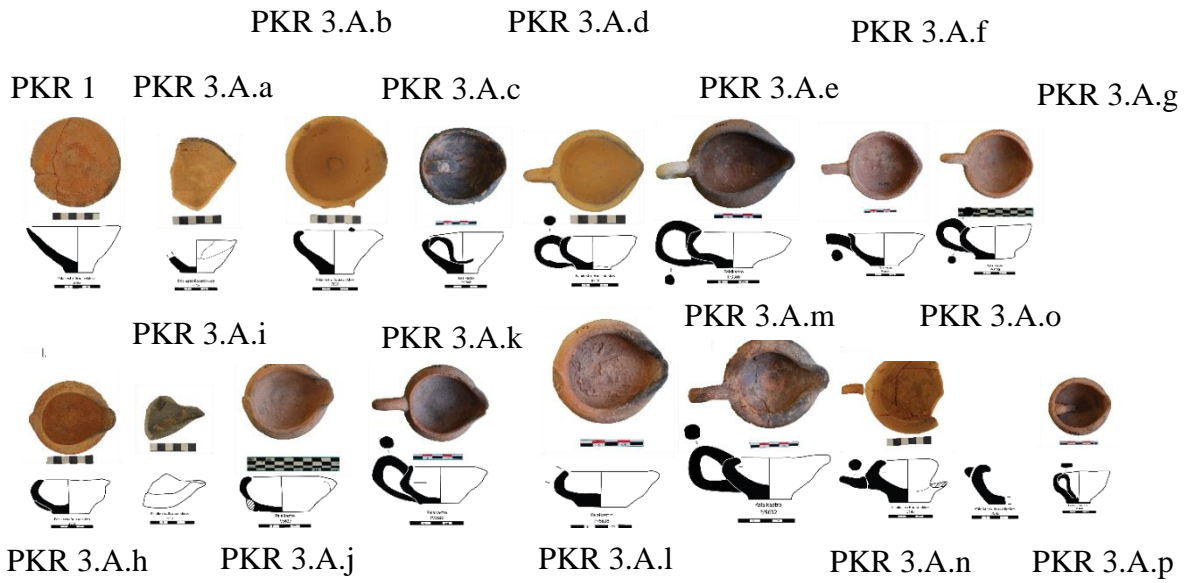 PKR 3.A.b
PKR 3.A.d
PKR 3.A.f
PKR 1
PKR 3.A.a
PKR 3.A.c
PKR 3.A.e
PKR 3.A.g
PKR 3.A.i
PKR 3.A.k
PKR 3.A.m
PKR 3.A.o
PKR 3.A.h
PKR 3.A.j
PKR 3.A.l
PKR 3.A.n
PKR 3.A.p